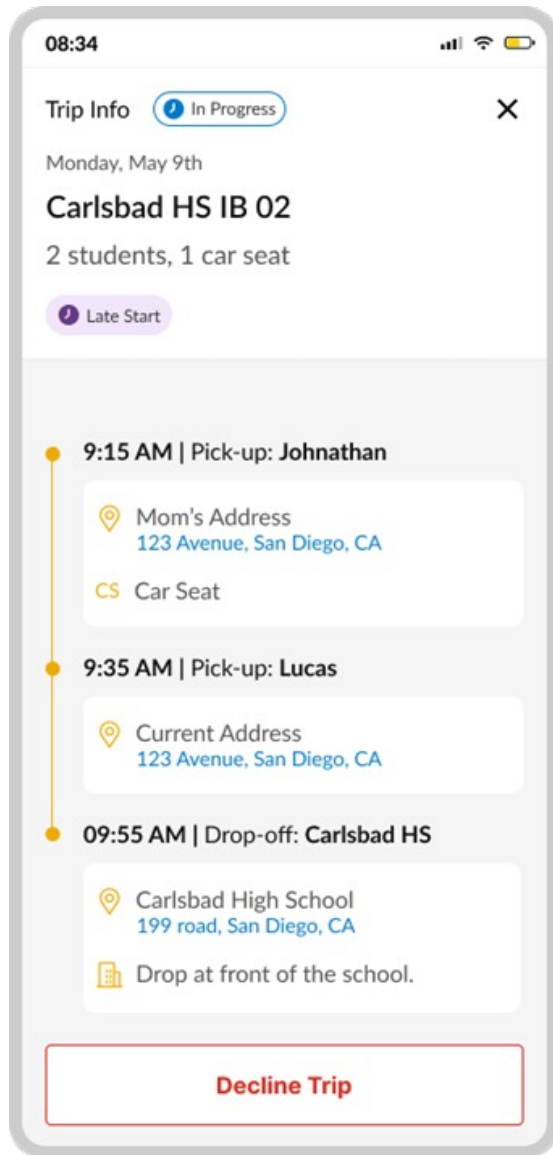 08:34
Trip Info In Progress
Monday, May 9th
Carlsbad HS IB 02
2 students, 1 car seat
Late Start
9:15 AM | Pick-up: Johnathan
Mom's Address
123 Avenue, San Diego, CA
CS Car Seat
9:35 AM | Pick-up: Lucas
Current Address
123 Avenue, San Diego, CA
09:55 AM | Drop-off: Carlsbad HS
Carlsbad High School
199 road, San Diego, CA
Drop at front of the school.
Decline Trip